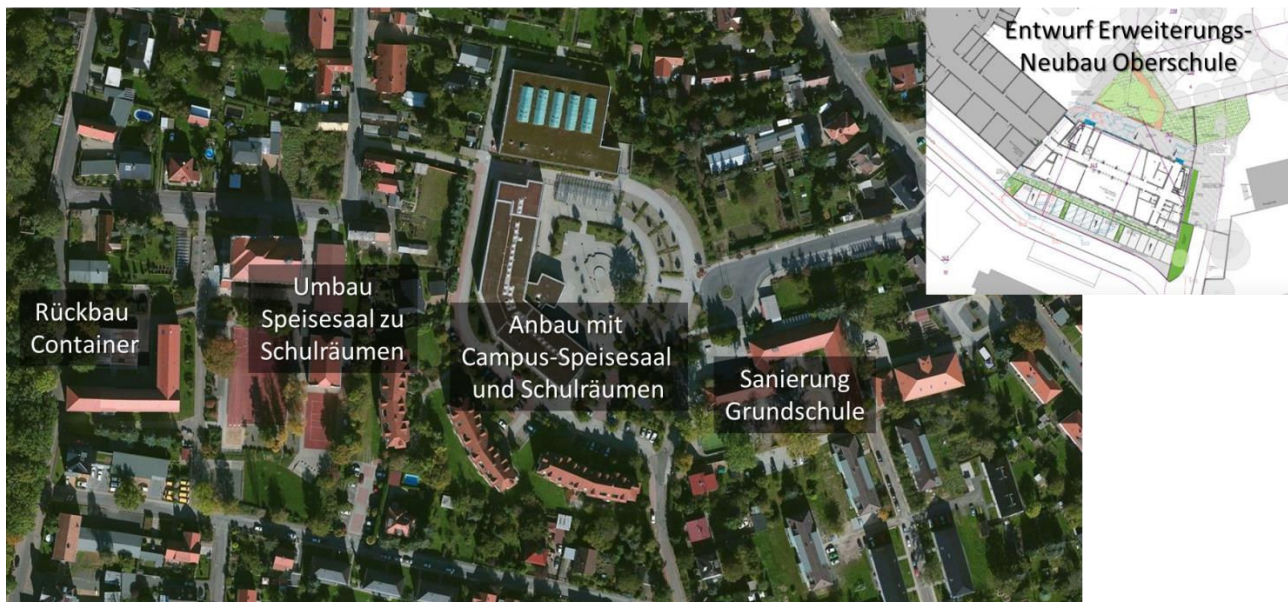 Entwurf Erweiterungs-
Neubau Oberschule
Rückbau
Container
Umbau
Speisesaal zu
Schulräumen
Anbau mit
Campus-Speisesaal
und Schulräumen
Sanierung
Grundschule